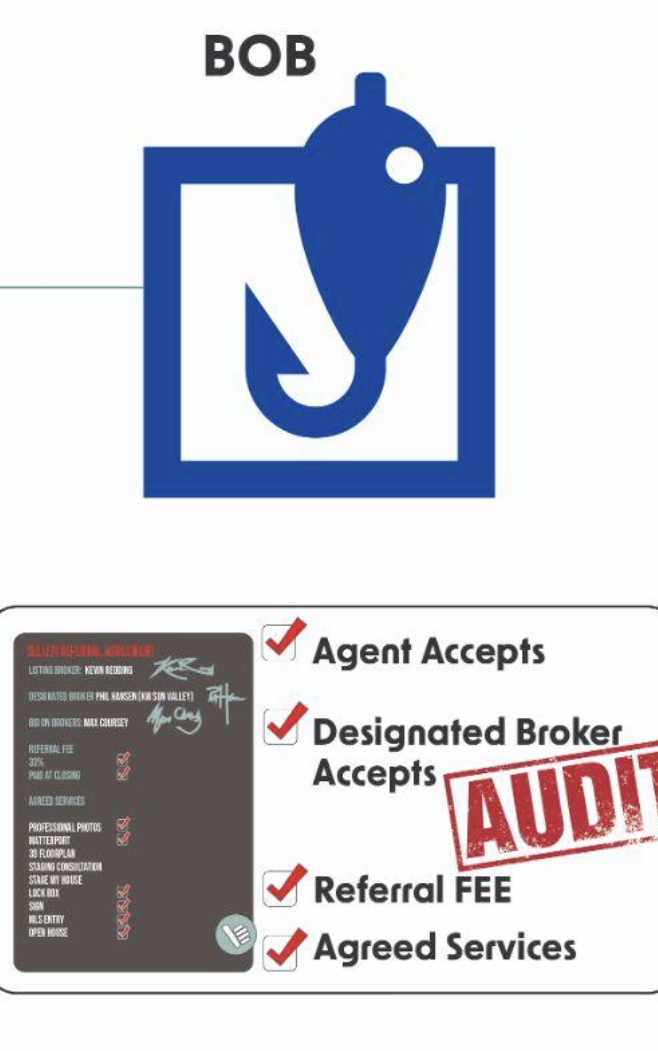 BOB
SELLER REFERRAL AGREEMENT
LISTING BROKER: KEVIN REDDING
DESIGNATED BROKER PHIL HANSEN (KW SUN VALLEY)
BID ON BROKERS: MAX COURSEY
REFERRAL FEE
33%
PAID AT CLOSING
AGREED SERVICES
PROFESSIONAL PHOTOS
MATTERPORT
3D FLOORPLAN
STAGING CONSULTATION
STAGE MY HOUSE
LOCK BOX
SIGN
MLS ENTRY
OPEN HOUSE
Agent Accepts
Designated Broker
Accepts
AUDIT
Referral FEE
Agreed Services